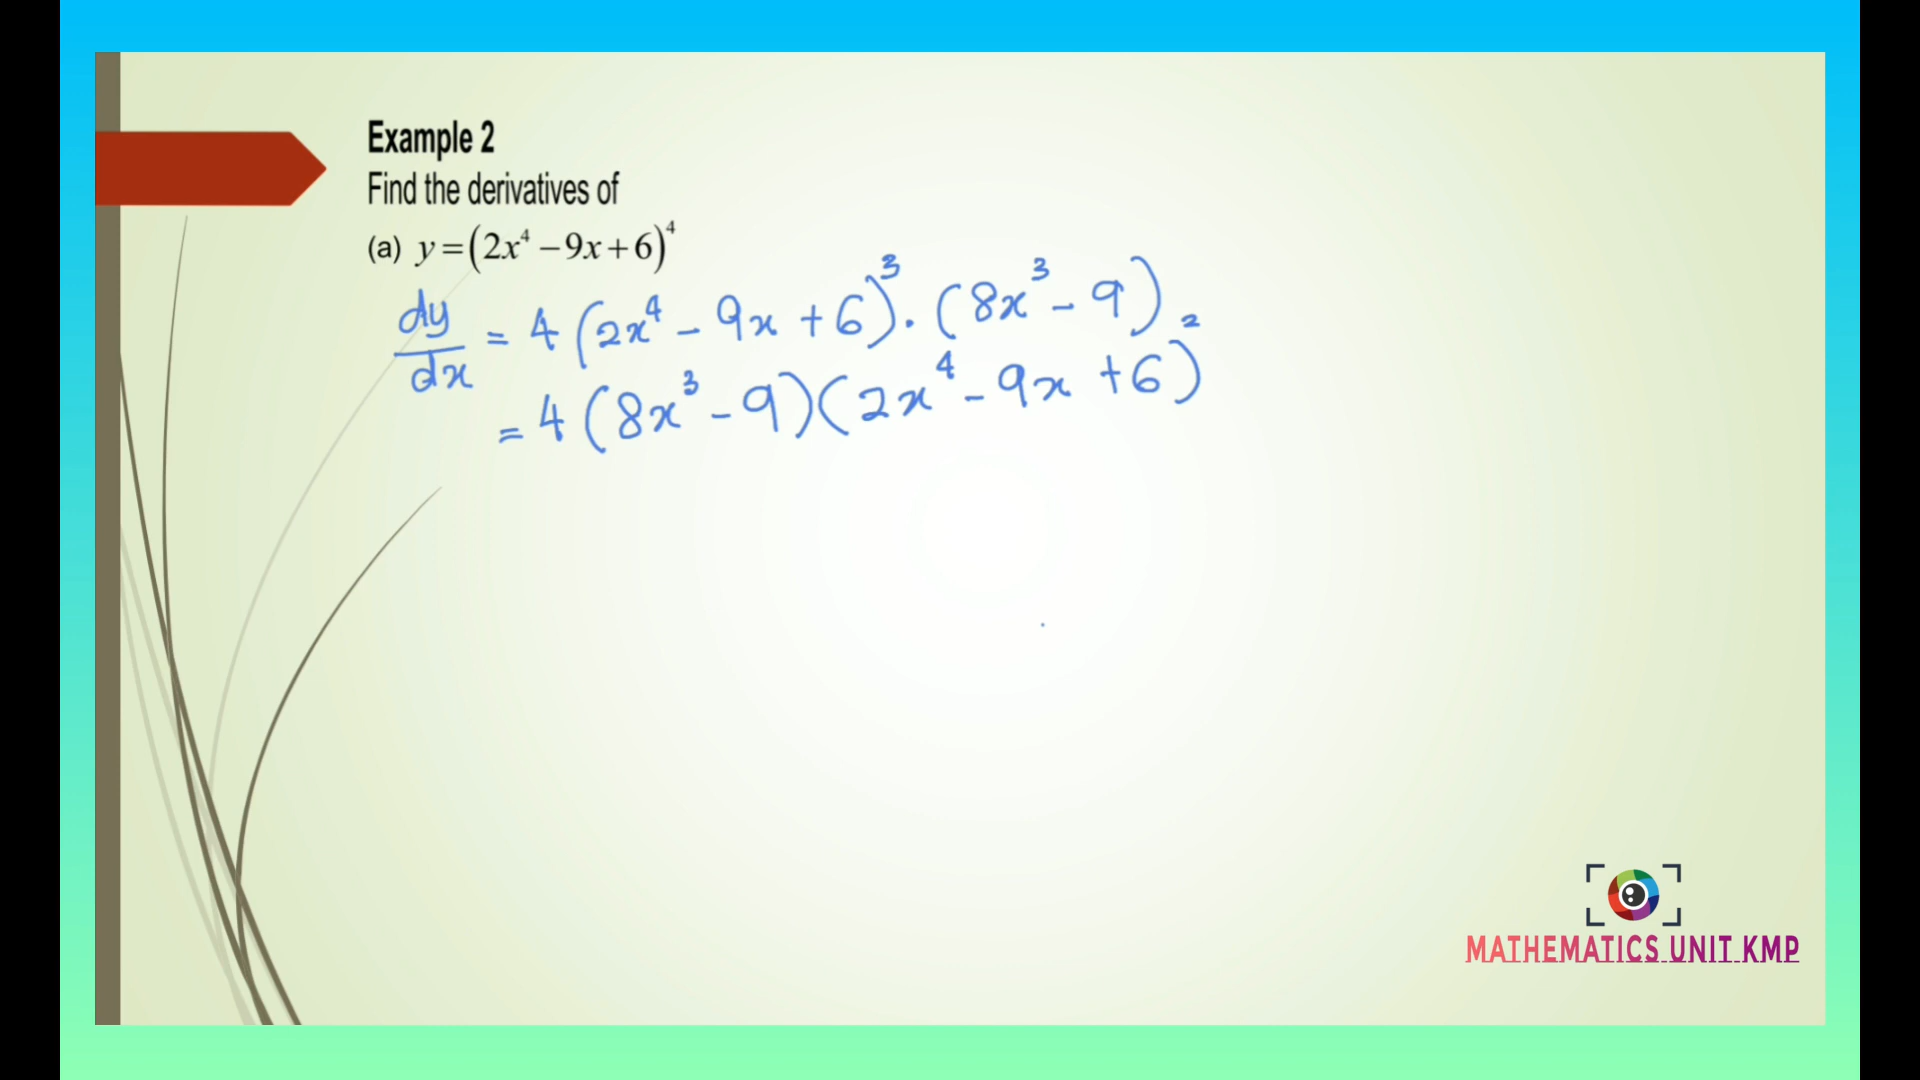 Example 2
Find the derivatives of
(a) y = (2x⁴ − 9x + 6)⁴
dy/dx = 4(2x⁴ − 9x + 6)³ · (8x³ − 9)
= 4(8x³ − 9)(2x⁴ − 9x + 6)²
MATHEMATICS UNIT KMP